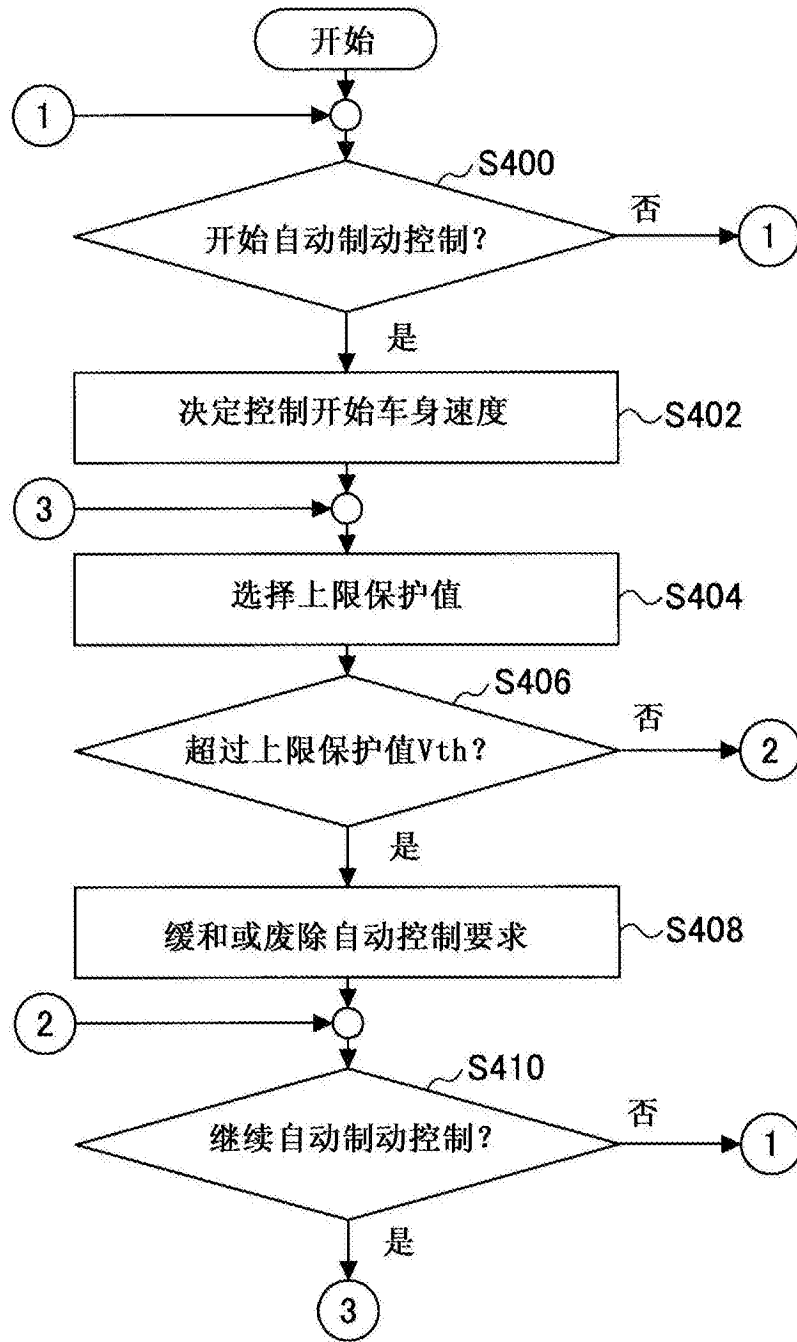 开始
1
S400
开始自动制动控制？
否
1
是
决定控制开始车身速度
S402
3
选择上限保护值
S404
S406
超过上限保护值Vth？
否
2
是
缓和或废除自动控制要求
S408
2
S410
继续自动制动控制？
否
1
是
3